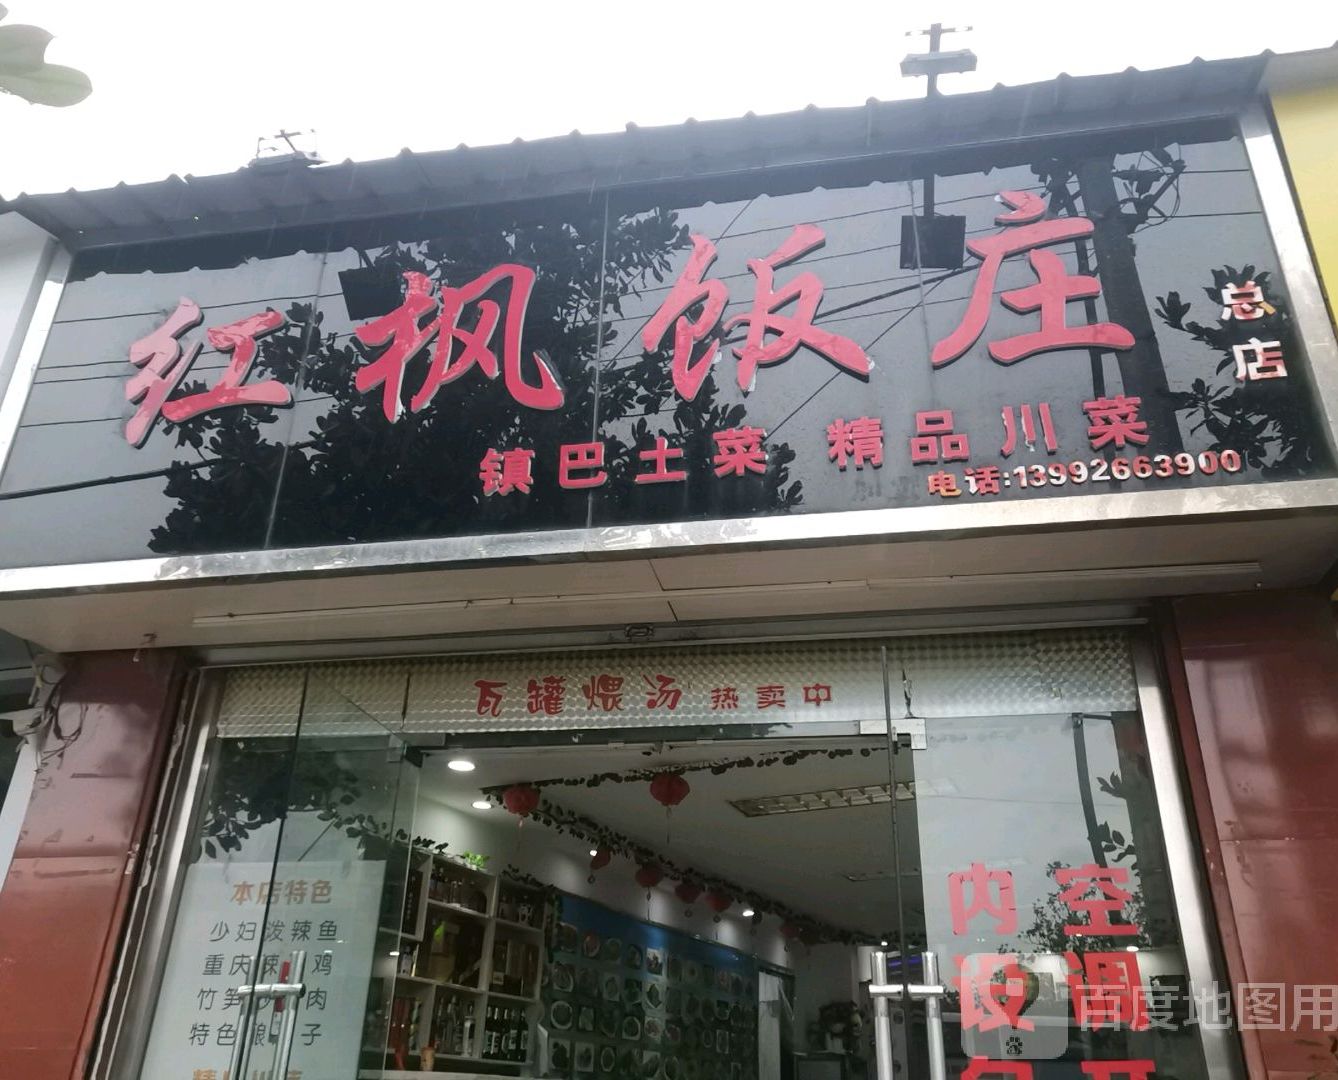 红枫饭庄
总店
镇巴土菜 精品川菜
电话:13992663900
瓦罐煨汤 热卖中
本店特色
少妇泼辣鱼
重庆辣 鸡
竹笋 肉
特色 子
空调
内设
百度地图用